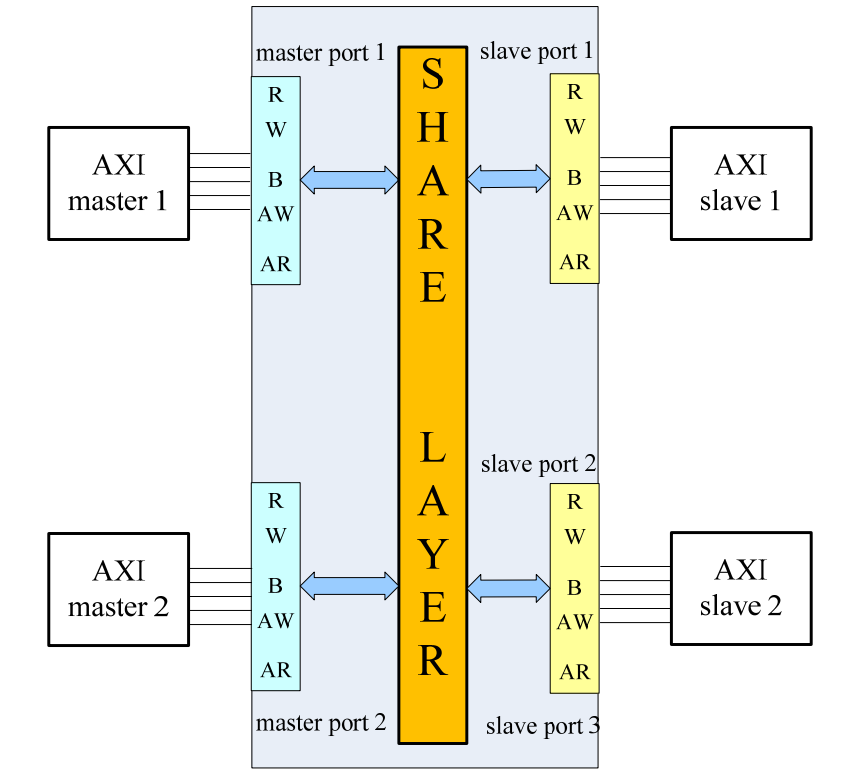 master port 1
slave port 1
AXI
master 1
R
W
B
AW
AR
SHARE LAYER
R
W
B
AW
AR
AXI
slave 1
slave port 2
AXI
master 2
R
W
B
AW
AR
R
W
B
AW
AR
AXI
slave 2
master port 2
slave port 3